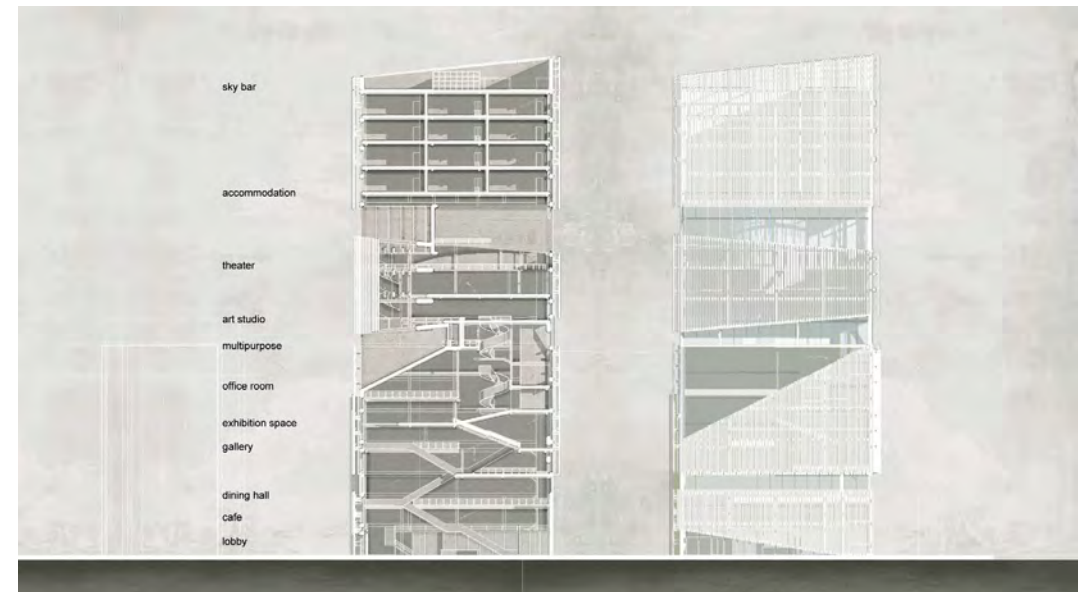 sky bar
accommodation
theater
art studio
multipurpose
office room
exhibition space
gallery
dining hall
cafe
lobby